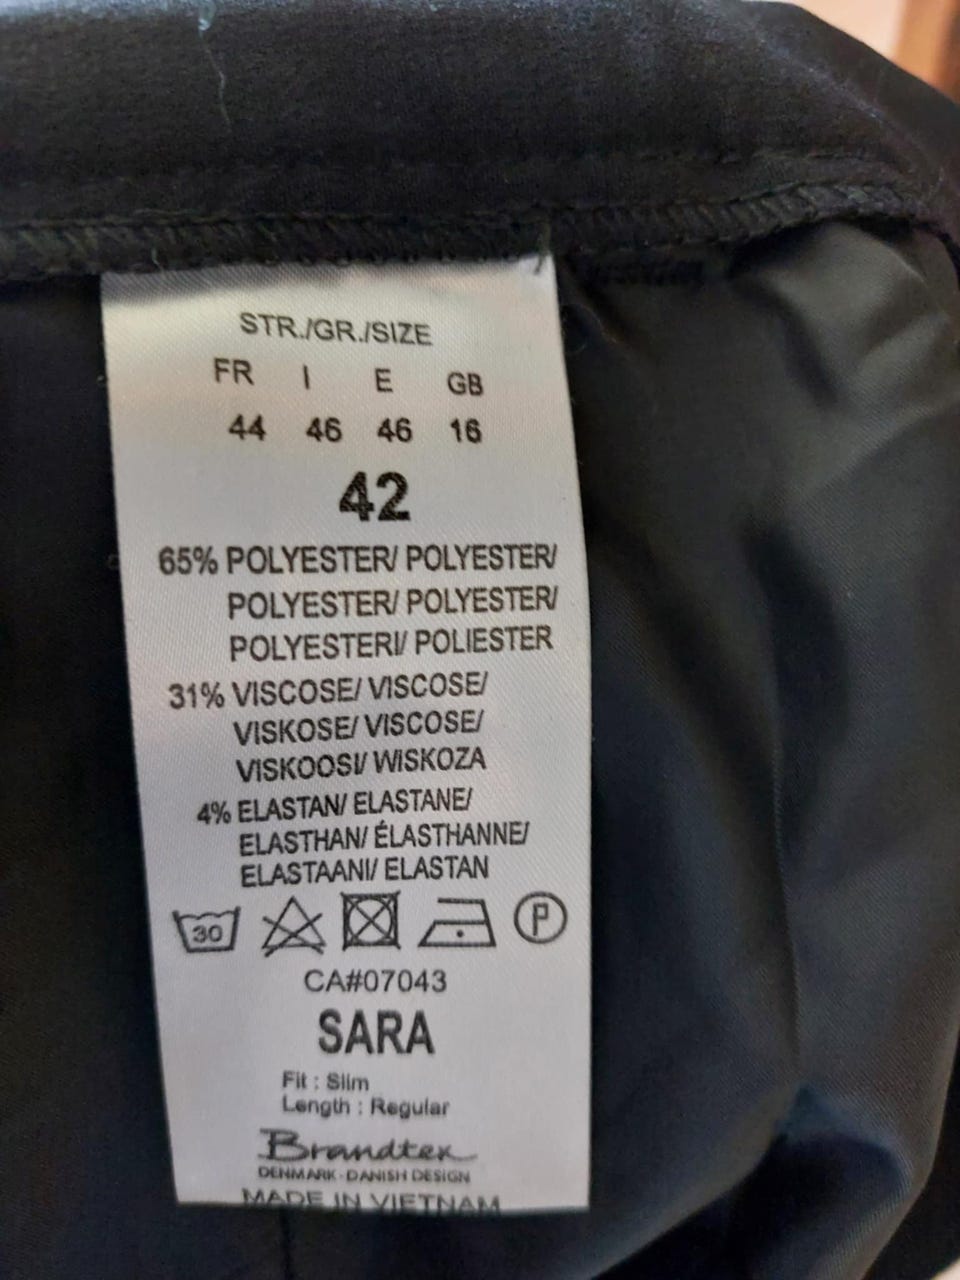 STR./GR./SIZE
FR I E GB
44 46 46 16
42
65% POLYESTER/ POLYESTER/
POLYESTER/ POLYESTER/
POLYESTERI/ POLIESTER
31% VISCOSE/ VISCOSE/
VISKOSE/ VISCOSE/
VISKOOSI/ WISKOZA
4% ELASTAN/ ELASTANE/
ELASTHAN/ ÉLASTHANNE/
ELASTAANI/ ELASTAN
30 P
CA#07043
SARA
Fit : Slim
Length : Regular
Brandtex
DENMARK - DANISH DESIGN
MADE IN VIETNAM